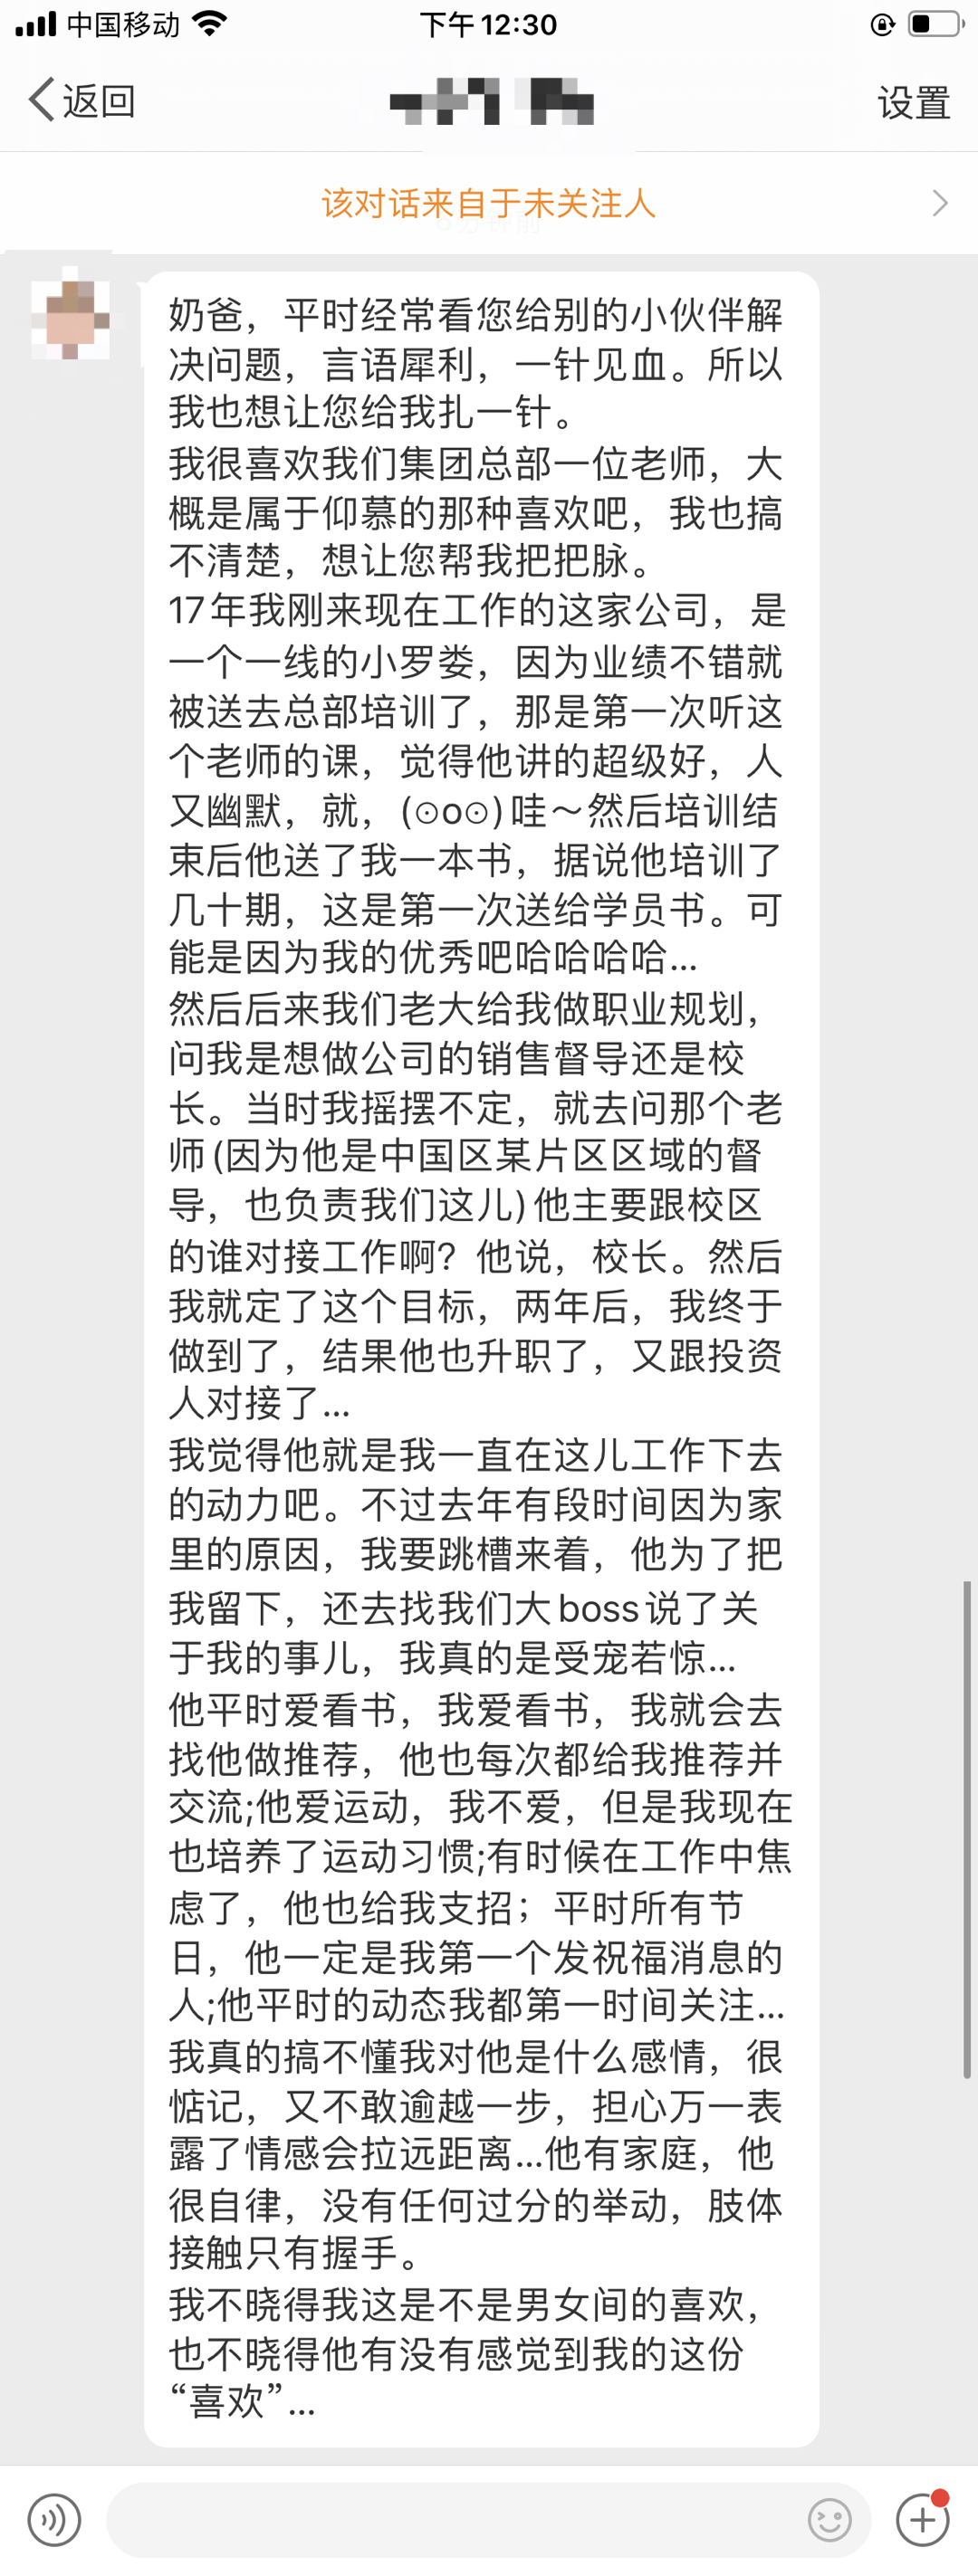 中国移动 下午12:30
返回 设置
该对话来自于未关注人
奶爸，平时经常看您给别的小伙伴解
决问题，言语犀利，一针见血。所以
我也想让您给我扎一针。
我很喜欢我们集团总部一位老师，大
概是属于仰慕的那种喜欢吧，我也搞
不清楚，想让您帮我把把脉。
17年我刚来现在工作的这家公司，是
一个一线的小罗娄，因为业绩不错就
被送去总部培训了，那是第一次听这
个老师的课，觉得他讲的超级好，人
又幽默，就，(⊙o⊙)哇～然后培训结
束后他送了我一本书，据说他培训了
几十期，这是第一次送给学员书。可
能是因为我的优秀吧哈哈哈哈...
然后后来我们老大给我做职业规划，
问我是想做公司的销售督导还是校
长。当时我摇摆不定，就去问那个老
师(因为他是中国区某片区区域的督
导，也负责我们这儿)他主要跟校区
的谁对接工作啊？他说，校长。然后
我就定了这个目标，两年后，我终于
做到了，结果他也升职了，又跟投资
人对接了...
我觉得他就是我一直在这儿工作下去
的动力吧。不过去年有段时间因为家
里的原因，我要跳槽来着，他为了把
我留下，还去找我们大boss说了关
于我的事儿，我真的是受宠若惊...
他平时爱看书，我爱看书，我就会去
找他做推荐，他也每次都给我推荐并
交流;他爱运动，我不爱，但是我现在
也培养了运动习惯;有时候在工作中焦
虑了，他也给我支招；平时所有节
日，他一定是我第一个发祝福消息的
人;他平时的动态我都第一时间关注...
我真的搞不懂我对他是什么感情，很
惦记，又不敢逾越一步，担心万一表
露了情感会拉远距离...他有家庭，他
很自律，没有任何过分的举动，肢体
接触只有握手。
我不晓得我这是不是男女间的喜欢，
也不晓得他有没有感觉到我的这份
“喜欢”...